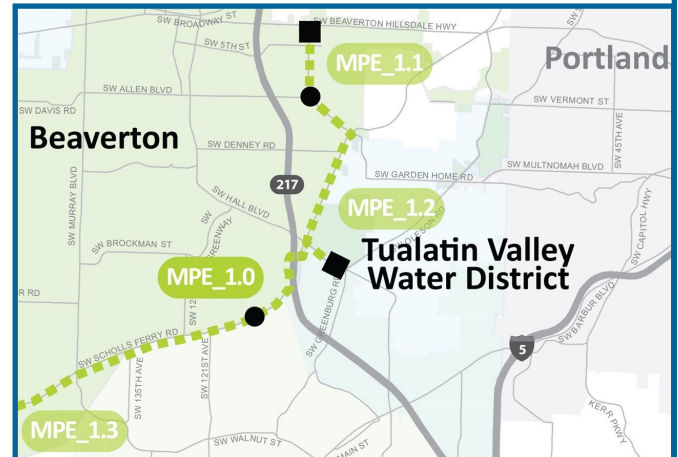 SW BROADWAY ST
SW BEAVERTON HILLSDALE HWY
SW 5TH ST
MPE_1.1
Portland
SW ALLEN BLVD
SW DAVIS RD
SW VERMONT ST
Beaverton
SW DENNEY RD
SW 45TH AVE
SW MULTNOMAH BLVD
SW GARDEN HOME RD
217
SW MURRAY BLVD
SW HALL BLVD
MPE_1.2
SW CAPITOL HWY
SW BROCKMAN ST
Tualatin Valley
Water District
MPE_1.0
R RD
SW GREENBURG RD
SW BARBUR BLVD
SW SCHOLLS FERRY RD
5
SW 135TH AVE
SW 121ST AVE
KERR PKWY
MPE_1.3
SW WALNUT ST
MAIN ST